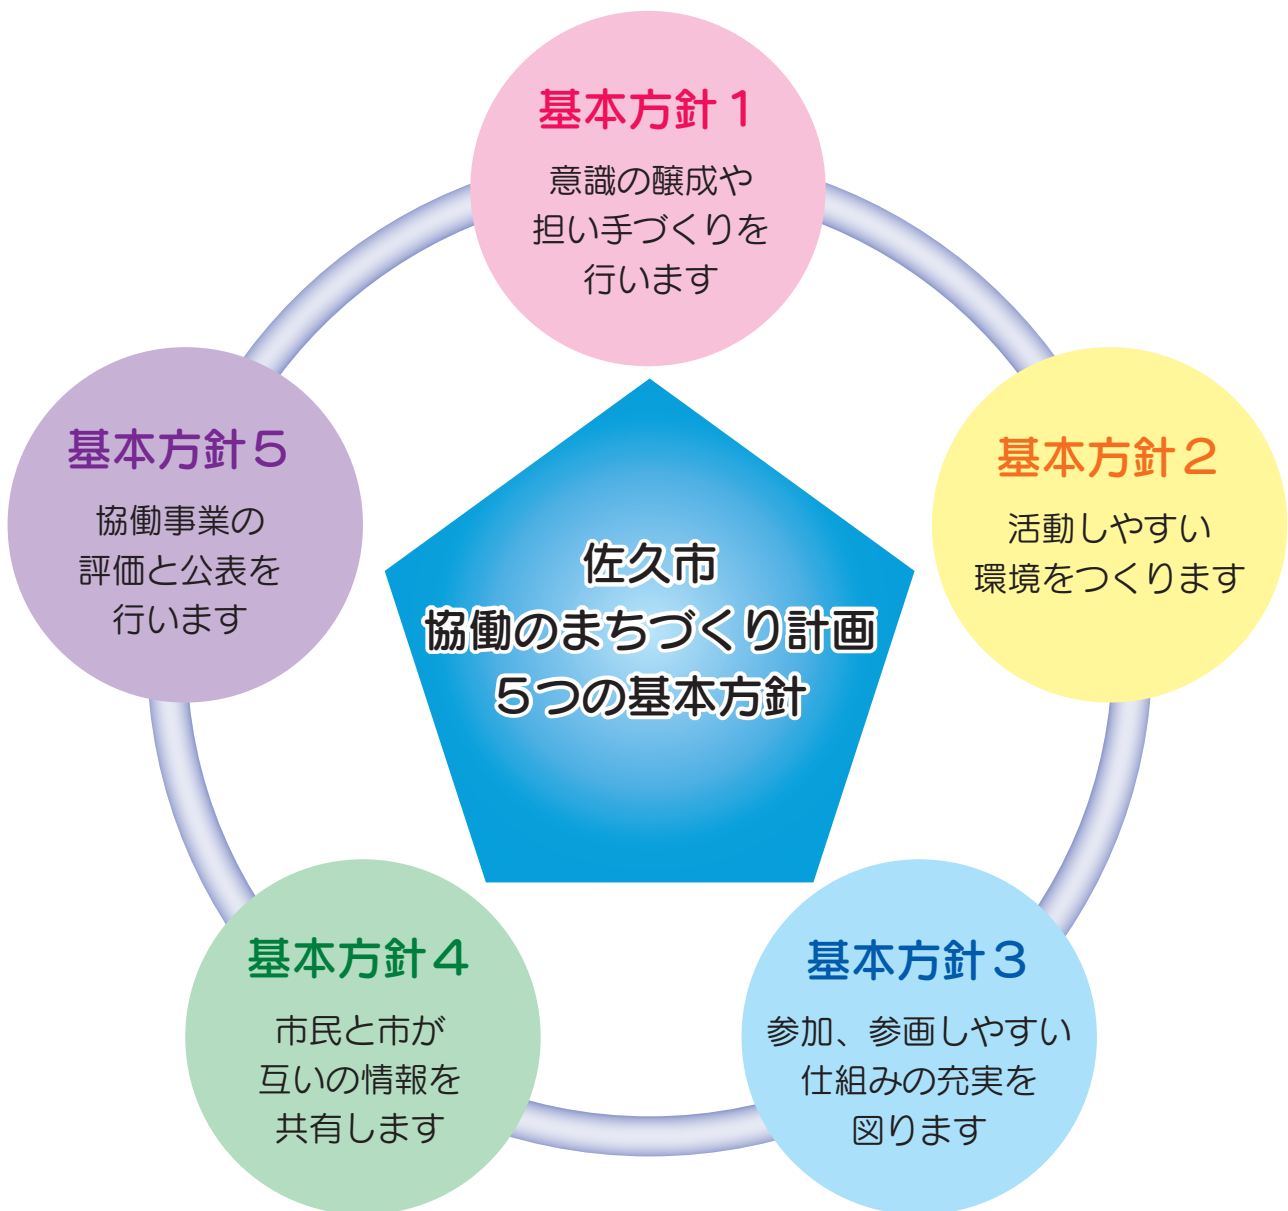 基本方針１
意識の醸成や
担い手づくりを
行います
基本方針２
活動しやすい
環境をつくります
基本方針３
参加、参画しやすい
仕組みの充実を
図ります
基本方針４
市民と市が
互いの情報を
共有します
基本方針５
協働事業の
評価と公表を
行います
佐久市
協働のまちづくり計画
５つの基本方針